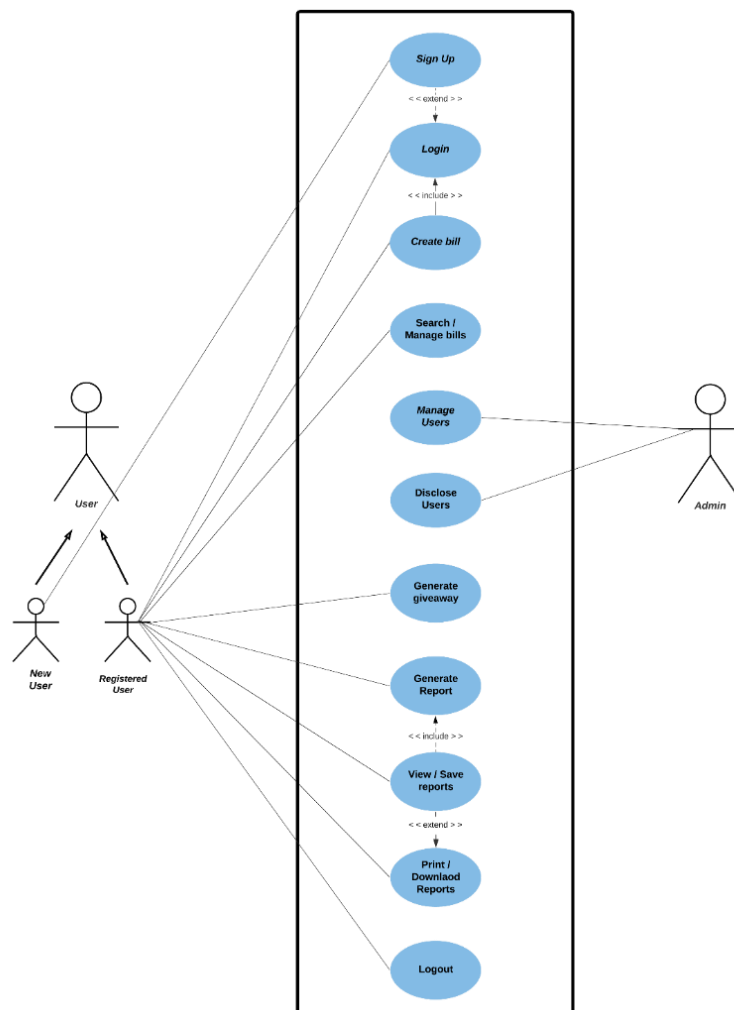 Sign Up
< < extend > >
Login
< < include > >
Create bill
Search /
Manage bills
Manage
Users
Disclose
Users
Generate
giveaway
Generate
Report
< < include > >
View / Save
reports
< < extend > >
Print /
Downlaod
Reports
Logout
User
New
User
Registered
User
Admin